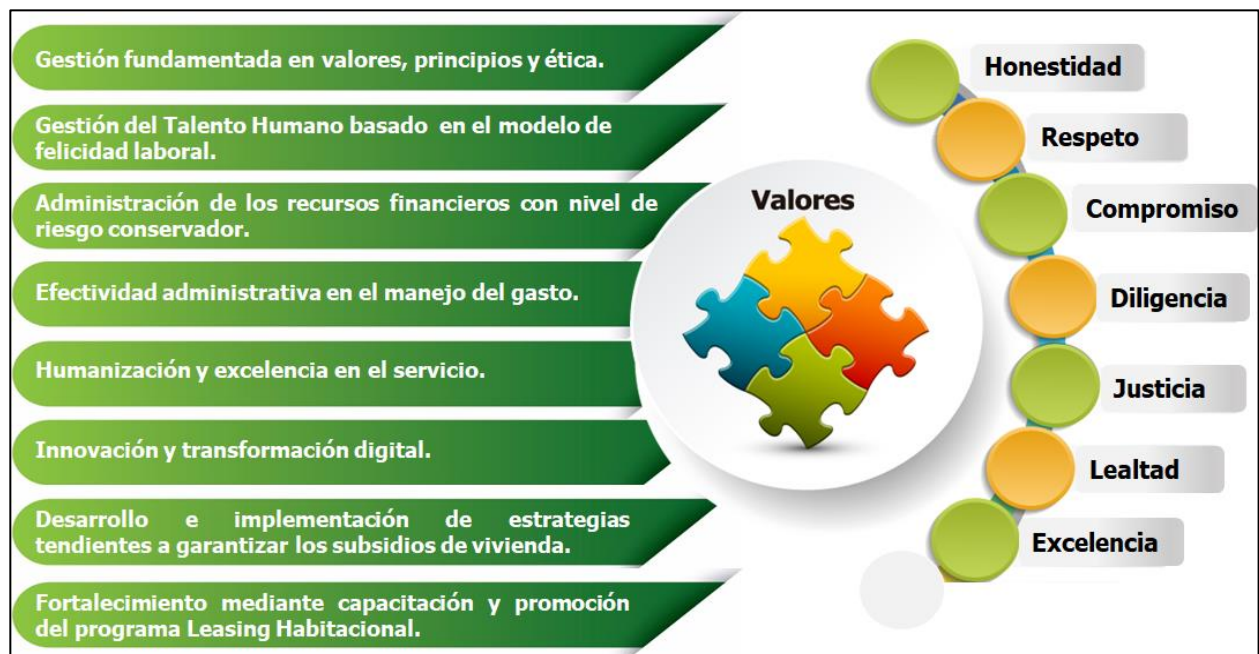 Gestión fundamentada en valores, principios y ética.
Gestión del Talento Humano basado en el modelo de
felicidad laboral.
Administración de los recursos financieros con nivel de
riesgo conservador.
Efectividad administrativa en el manejo del gasto.
Humanización y excelencia en el servicio.
Innovación y transformación digital.
Desarrollo e implementación de estrategias
tendientes a garantizar los subsidios de vivienda.
Fortalecimiento mediante capacitación y promoción
del programa Leasing Habitacional.
Valores
Honestidad
Respeto
Compromiso
Diligencia
Justicia
Lealtad
Excelencia